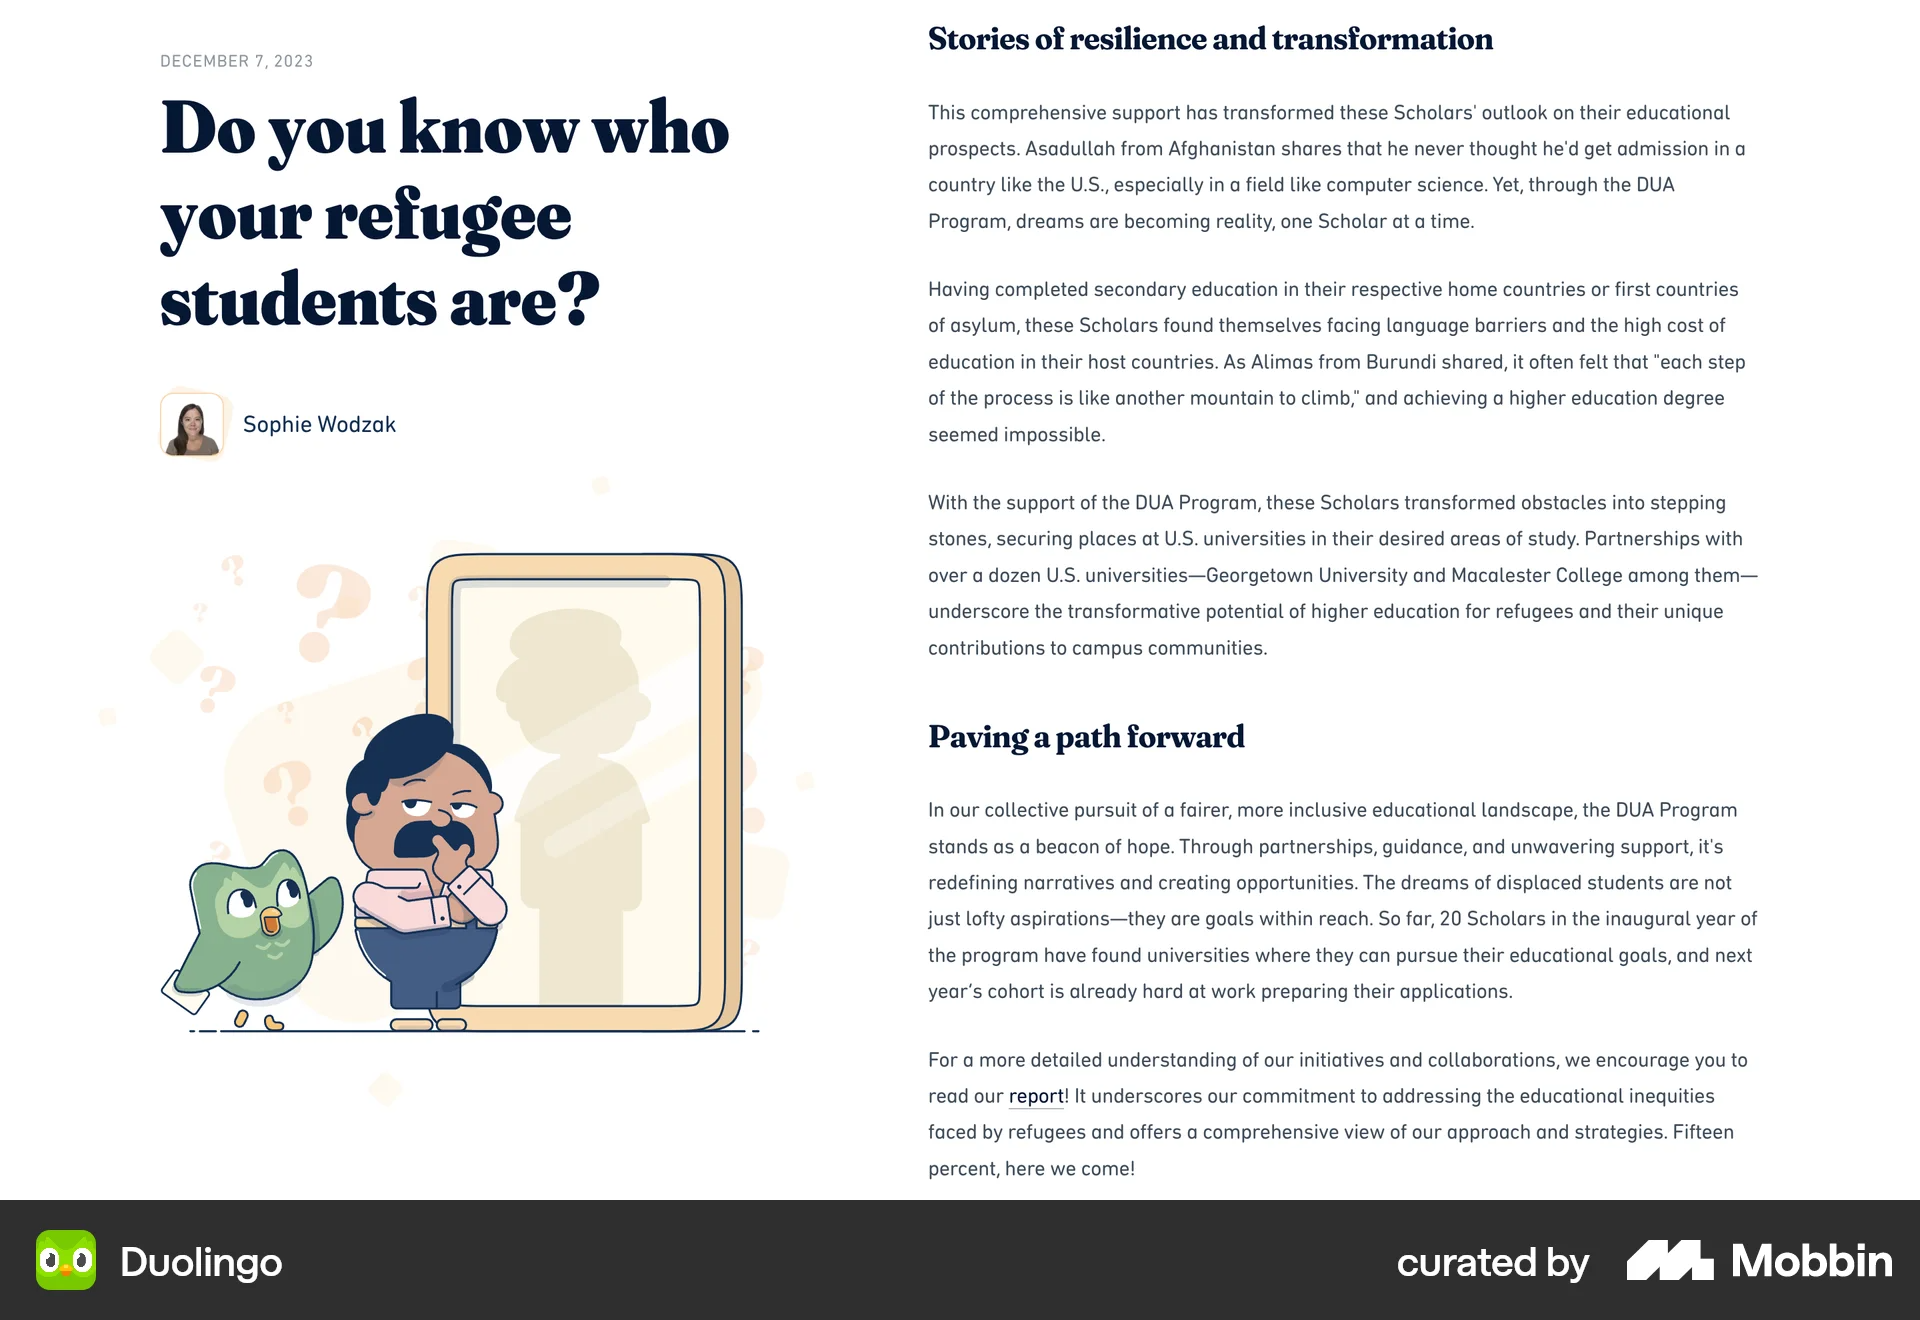 DECEMBER 7, 2023
Do you know who
your refugee
students are?
Sophie Wodzak
Stories of resilience and transformation
This comprehensive support has transformed these Scholars' outlook on their educational
prospects. Asadullah from Afghanistan shares that he never thought he'd get admission in a
country like the U.S., especially in a field like computer science. Yet, through the DUA
Program, dreams are becoming reality, one Scholar at a time.
Having completed secondary education in their respective home countries or first countries
of asylum, these Scholars found themselves facing language barriers and the high cost of
education in their host countries. As Alimas from Burundi shared, it often felt that "each step
of the process is like another mountain to climb," and achieving a higher education degree
seemed impossible.
With the support of the DUA Program, these Scholars transformed obstacles into stepping
stones, securing places at U.S. universities in their desired areas of study. Partnerships with
over a dozen U.S. universities—Georgetown University and Macalester College among them—
underscore the transformative potential of higher education for refugees and their unique
contributions to campus communities.
Paving a path forward
In our collective pursuit of a fairer, more inclusive educational landscape, the DUA Program
stands as a beacon of hope. Through partnerships, guidance, and unwavering support, it's
redefining narratives and creating opportunities. The dreams of displaced students are not
just lofty aspirations—they are goals within reach. So far, 20 Scholars in the inaugural year of
the program have found universities where they can pursue their educational goals, and next
year’s cohort is already hard at work preparing their applications.
For a more detailed understanding of our initiatives and collaborations, we encourage you to
read our report! It underscores our commitment to addressing the educational inequities
faced by refugees and offers a comprehensive view of our approach and strategies. Fifteen
percent, here we come!
Duolingo
curated by Mobbin